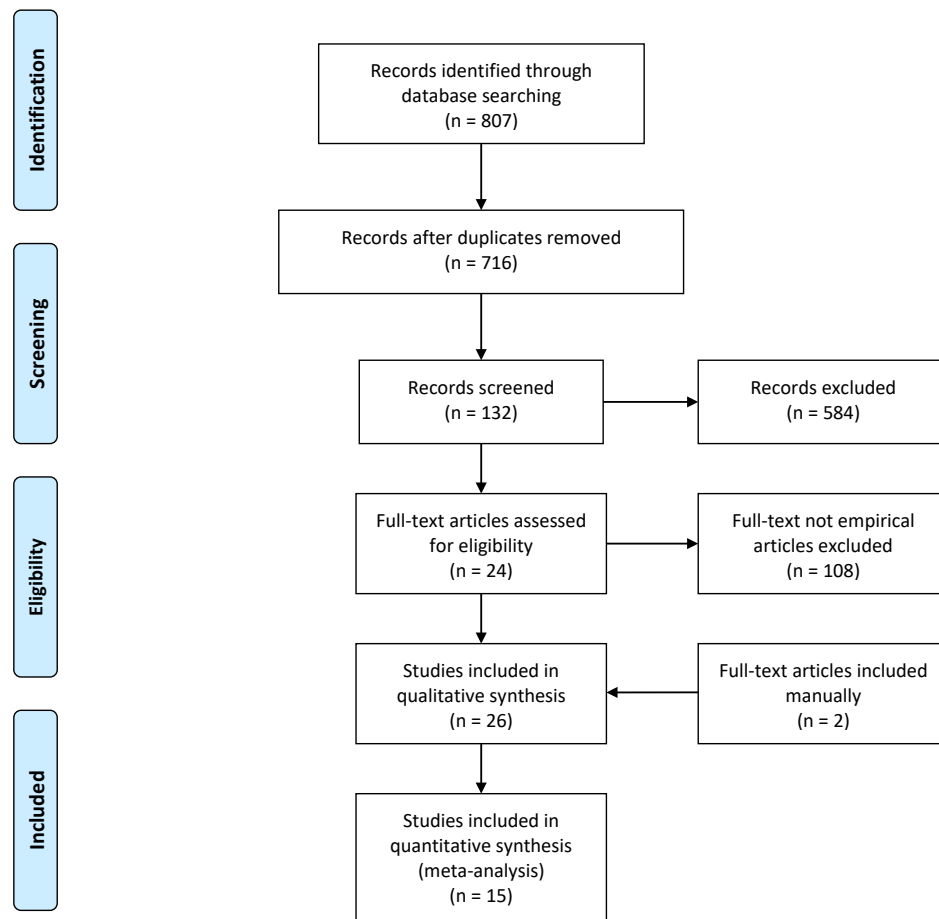 Identification
Records identified through
database searching
(n = 807)
Records after duplicates removed
(n = 716)
Screening
Records screened
(n = 132)
Records excluded
(n = 584)
Eligibility
Full-text articles assessed
for eligibility
(n = 24)
Full-text not empirical
articles excluded
(n = 108)
Studies included in
qualitative synthesis
(n = 26)
Full-text articles included
manually
(n = 2)
Included
Studies included in
quantitative synthesis
(meta-analysis)
(n = 15)